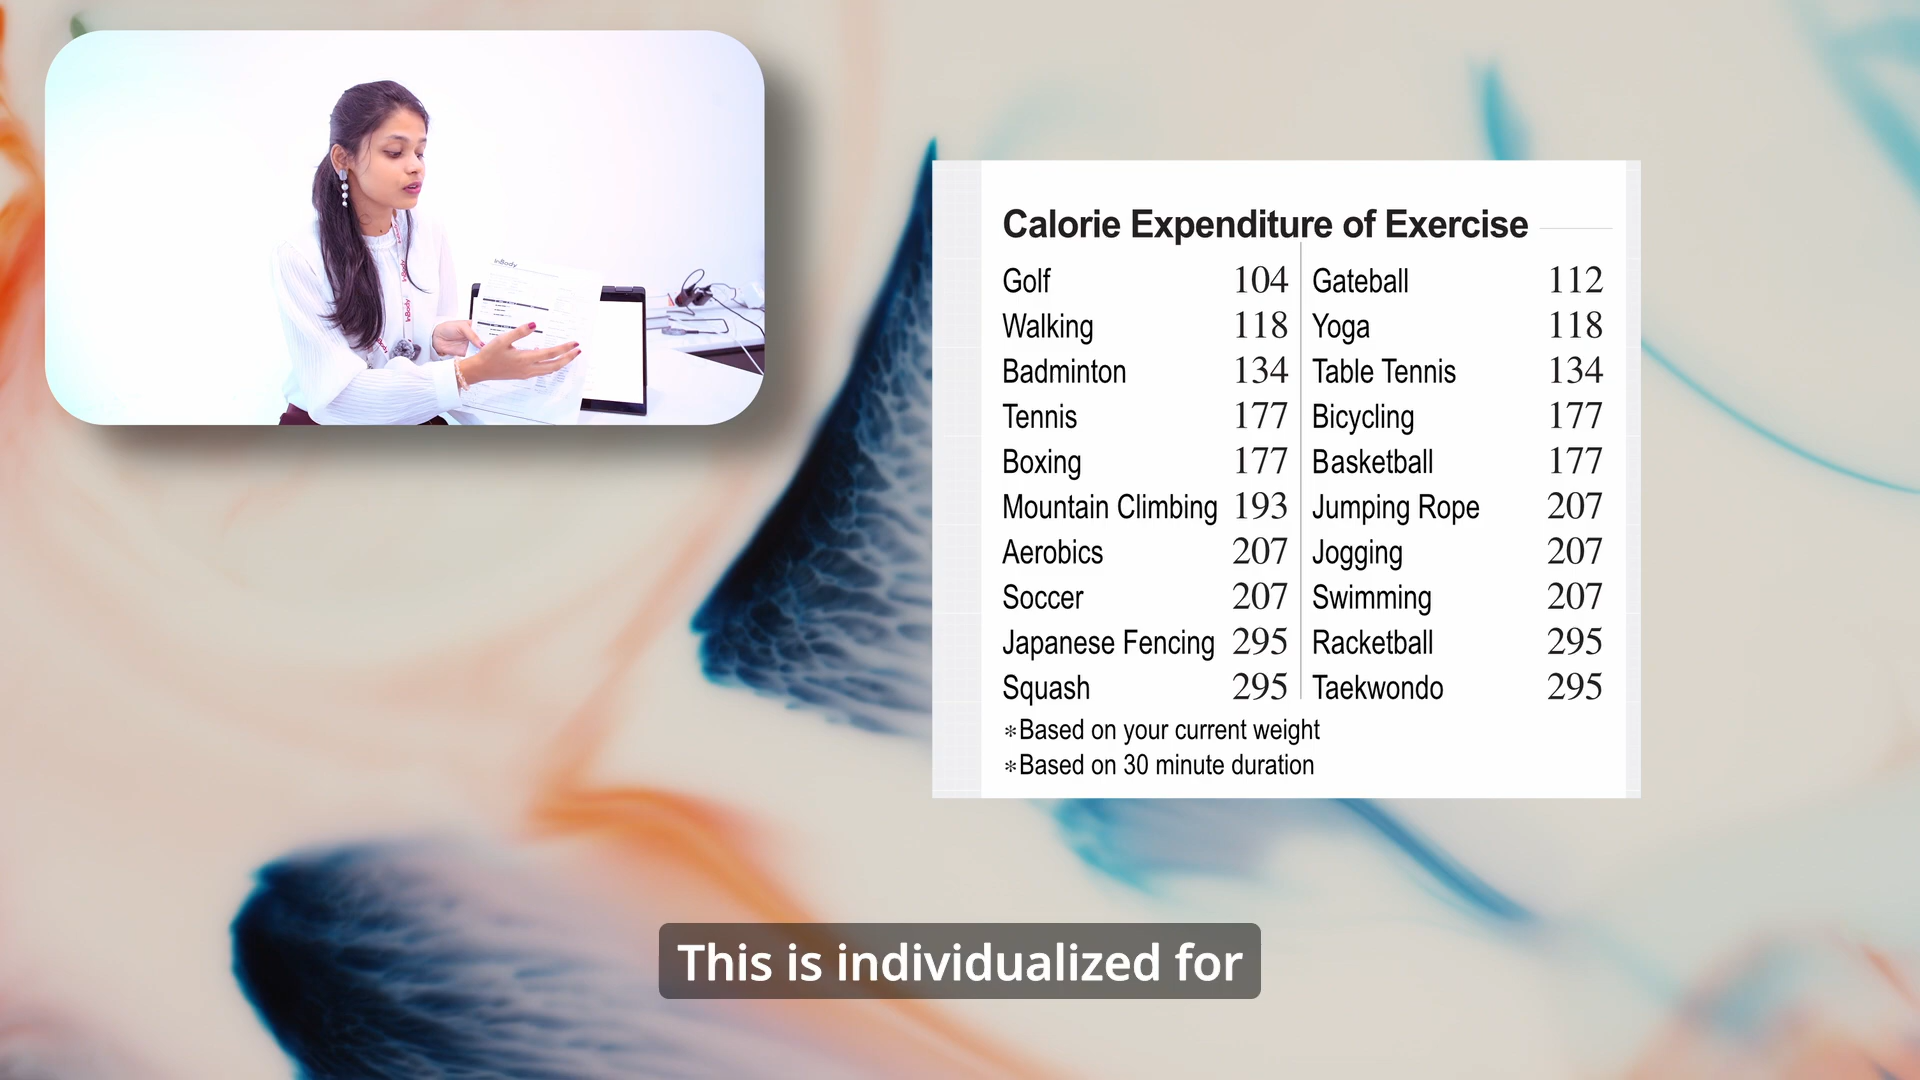 InBody
Calorie Expenditure of Exercise
Golf 104 Gateball 112
Walking 118 Yoga 118
Badminton 134 Table Tennis 134
Tennis 177 Bicycling 177
Boxing 177 Basketball 177
Mountain Climbing 193 Jumping Rope 207
Aerobics 207 Jogging 207
Soccer 207 Swimming 207
Japanese Fencing 295 Racketball 295
Squash 295 Taekwondo 295
*Based on your current weight
*Based on 30 minute duration
This is individualized for